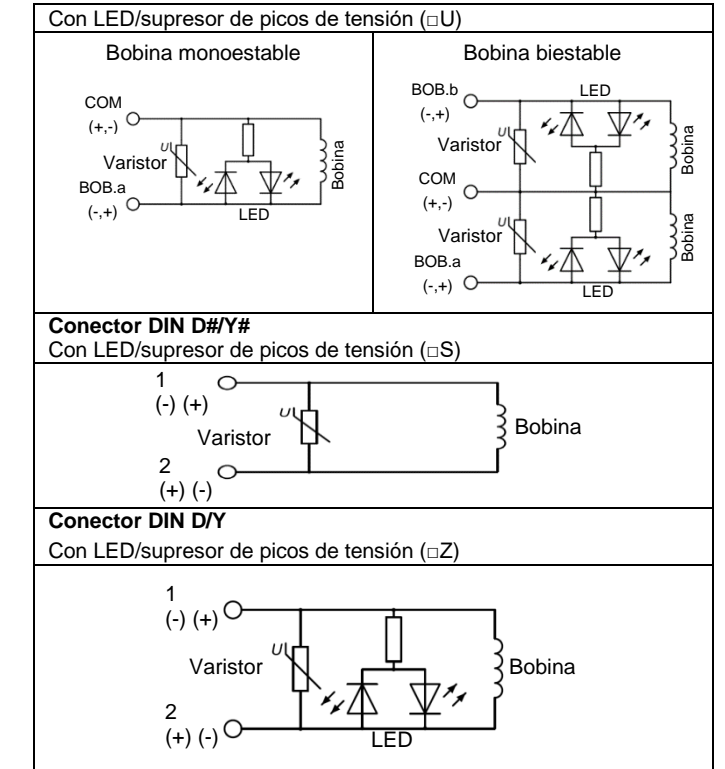 Con LED/supresor de picos de tensión (□U)
Bobina monoestable
COM
(+,-)
U
Varistor
BOB.a
(-,+)
LED
Bobina
Bobina biestable
BOB.b
(-,+)
LED
U
Varistor
Bobina
COM
(+,-)
U
Varistor
Bobina
BOB.a
(-,+)
LED
Conector DIN D#/Y#
Con LED/supresor de picos de tensión (□S)
1
(-) (+)
U
Varistor
Bobina
2
(+) (-)
Conector DIN D/Y
Con LED/supresor de picos de tensión (□Z)
1
(-) (+)
U
Varistor
Bobina
2
(+) (-)
LED